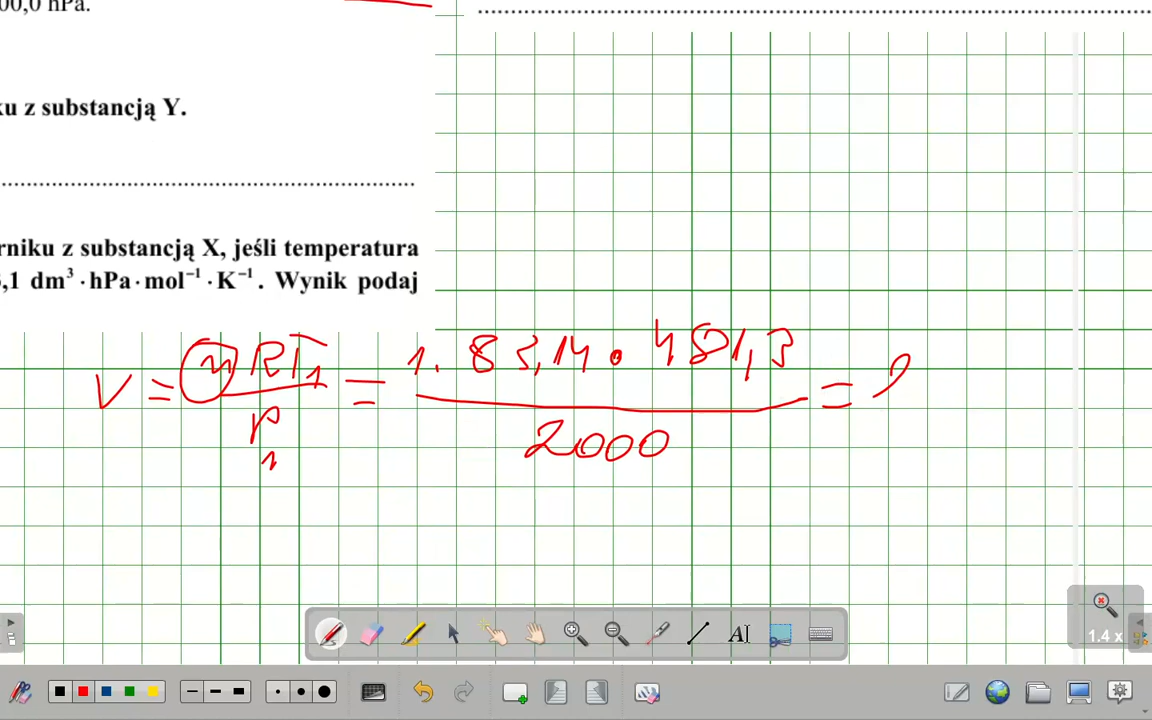 00,0 hPa.
ku z substancją Y.
rniku z substancją X, jeśli temperatura
,1 dm³ · hPa · mol⁻¹ · K⁻¹. Wynik podaj
V = nRT₁ / p₁ = 1 · 83,14 · 481,3 / 2000 =
1.4 x